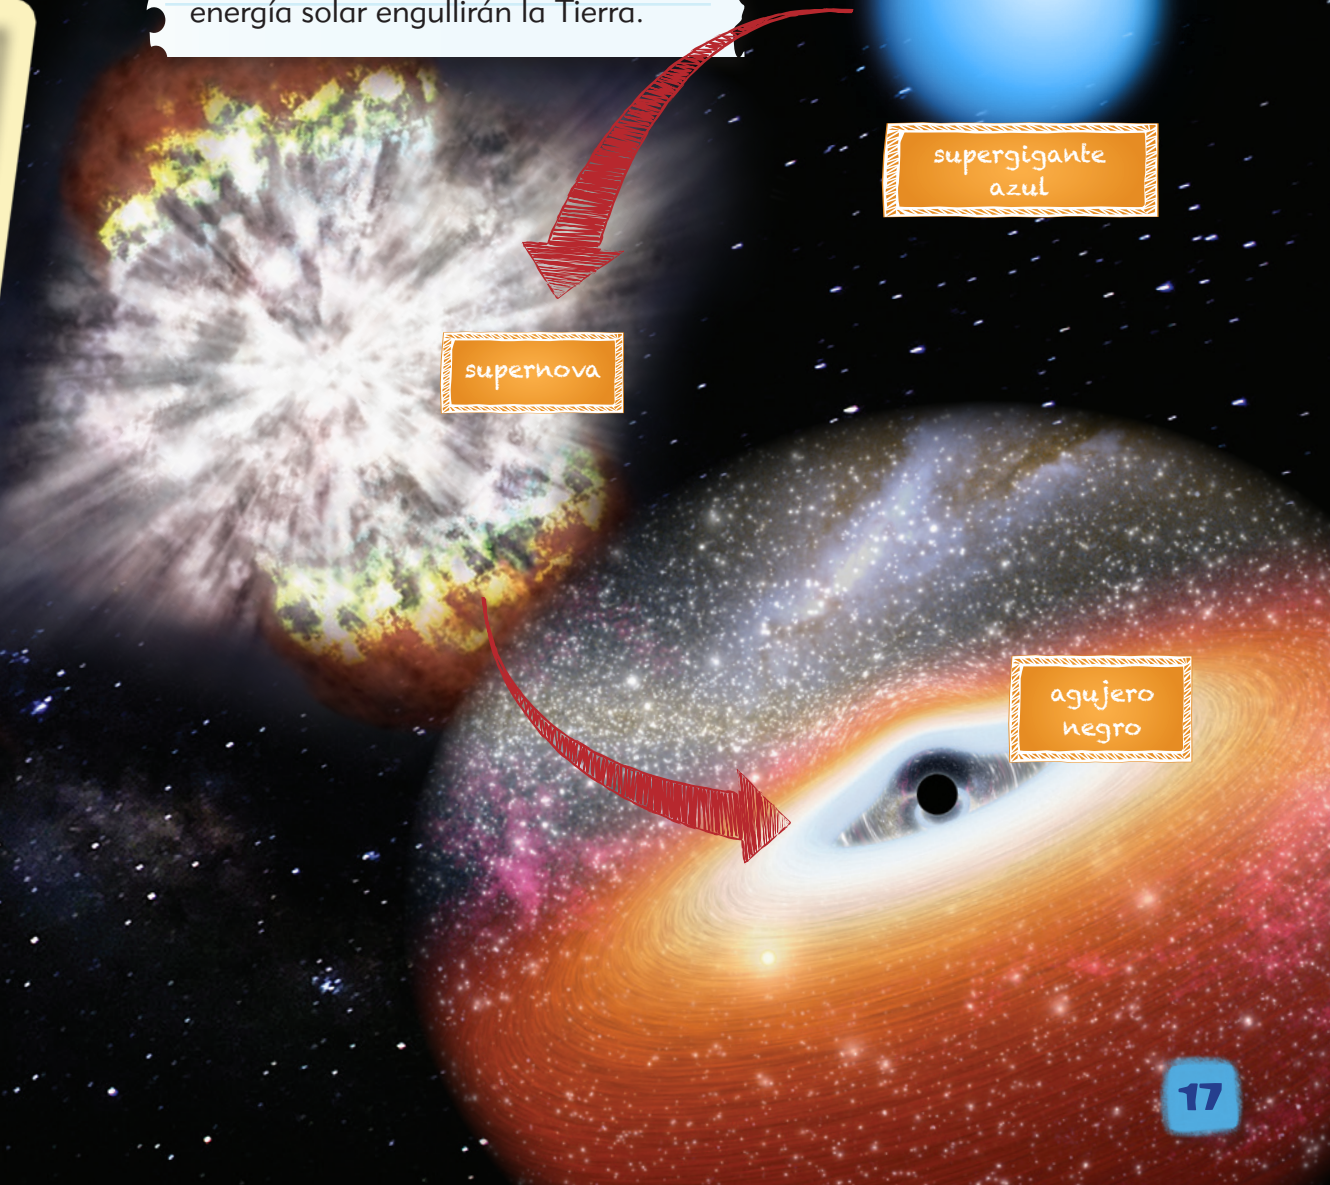 energía solar engullirán la Tierra.
supergigante
azul
supernova
agujero
negro
17